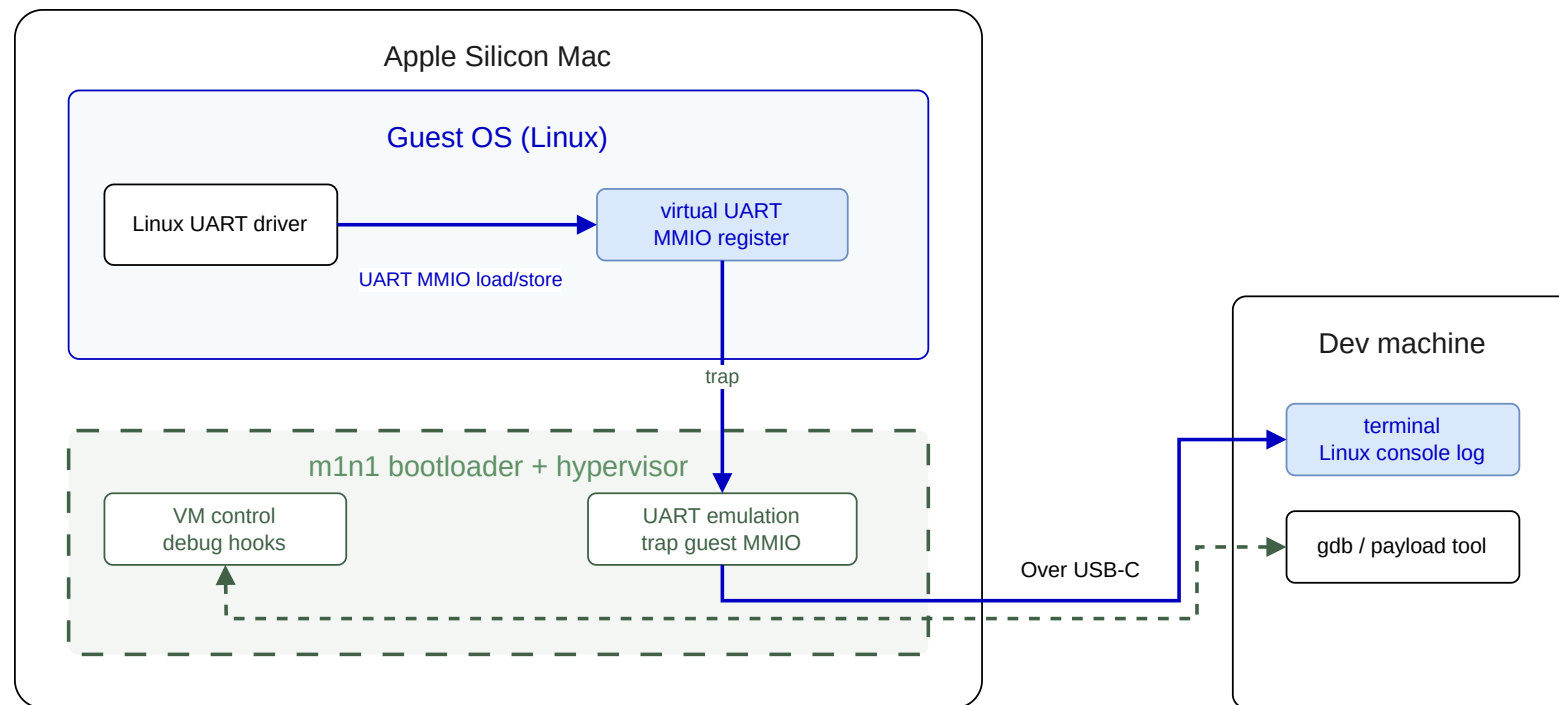 Apple Silicon Mac
Guest OS (Linux)
Linux UART driver
virtual UART
MMIO register
UART MMIO load/store
trap
m1n1 bootloader + hypervisor
VM control
debug hooks
UART emulation
trap guest MMIO
Over USB-C
Dev machine
terminal
Linux console log
gdb / payload tool